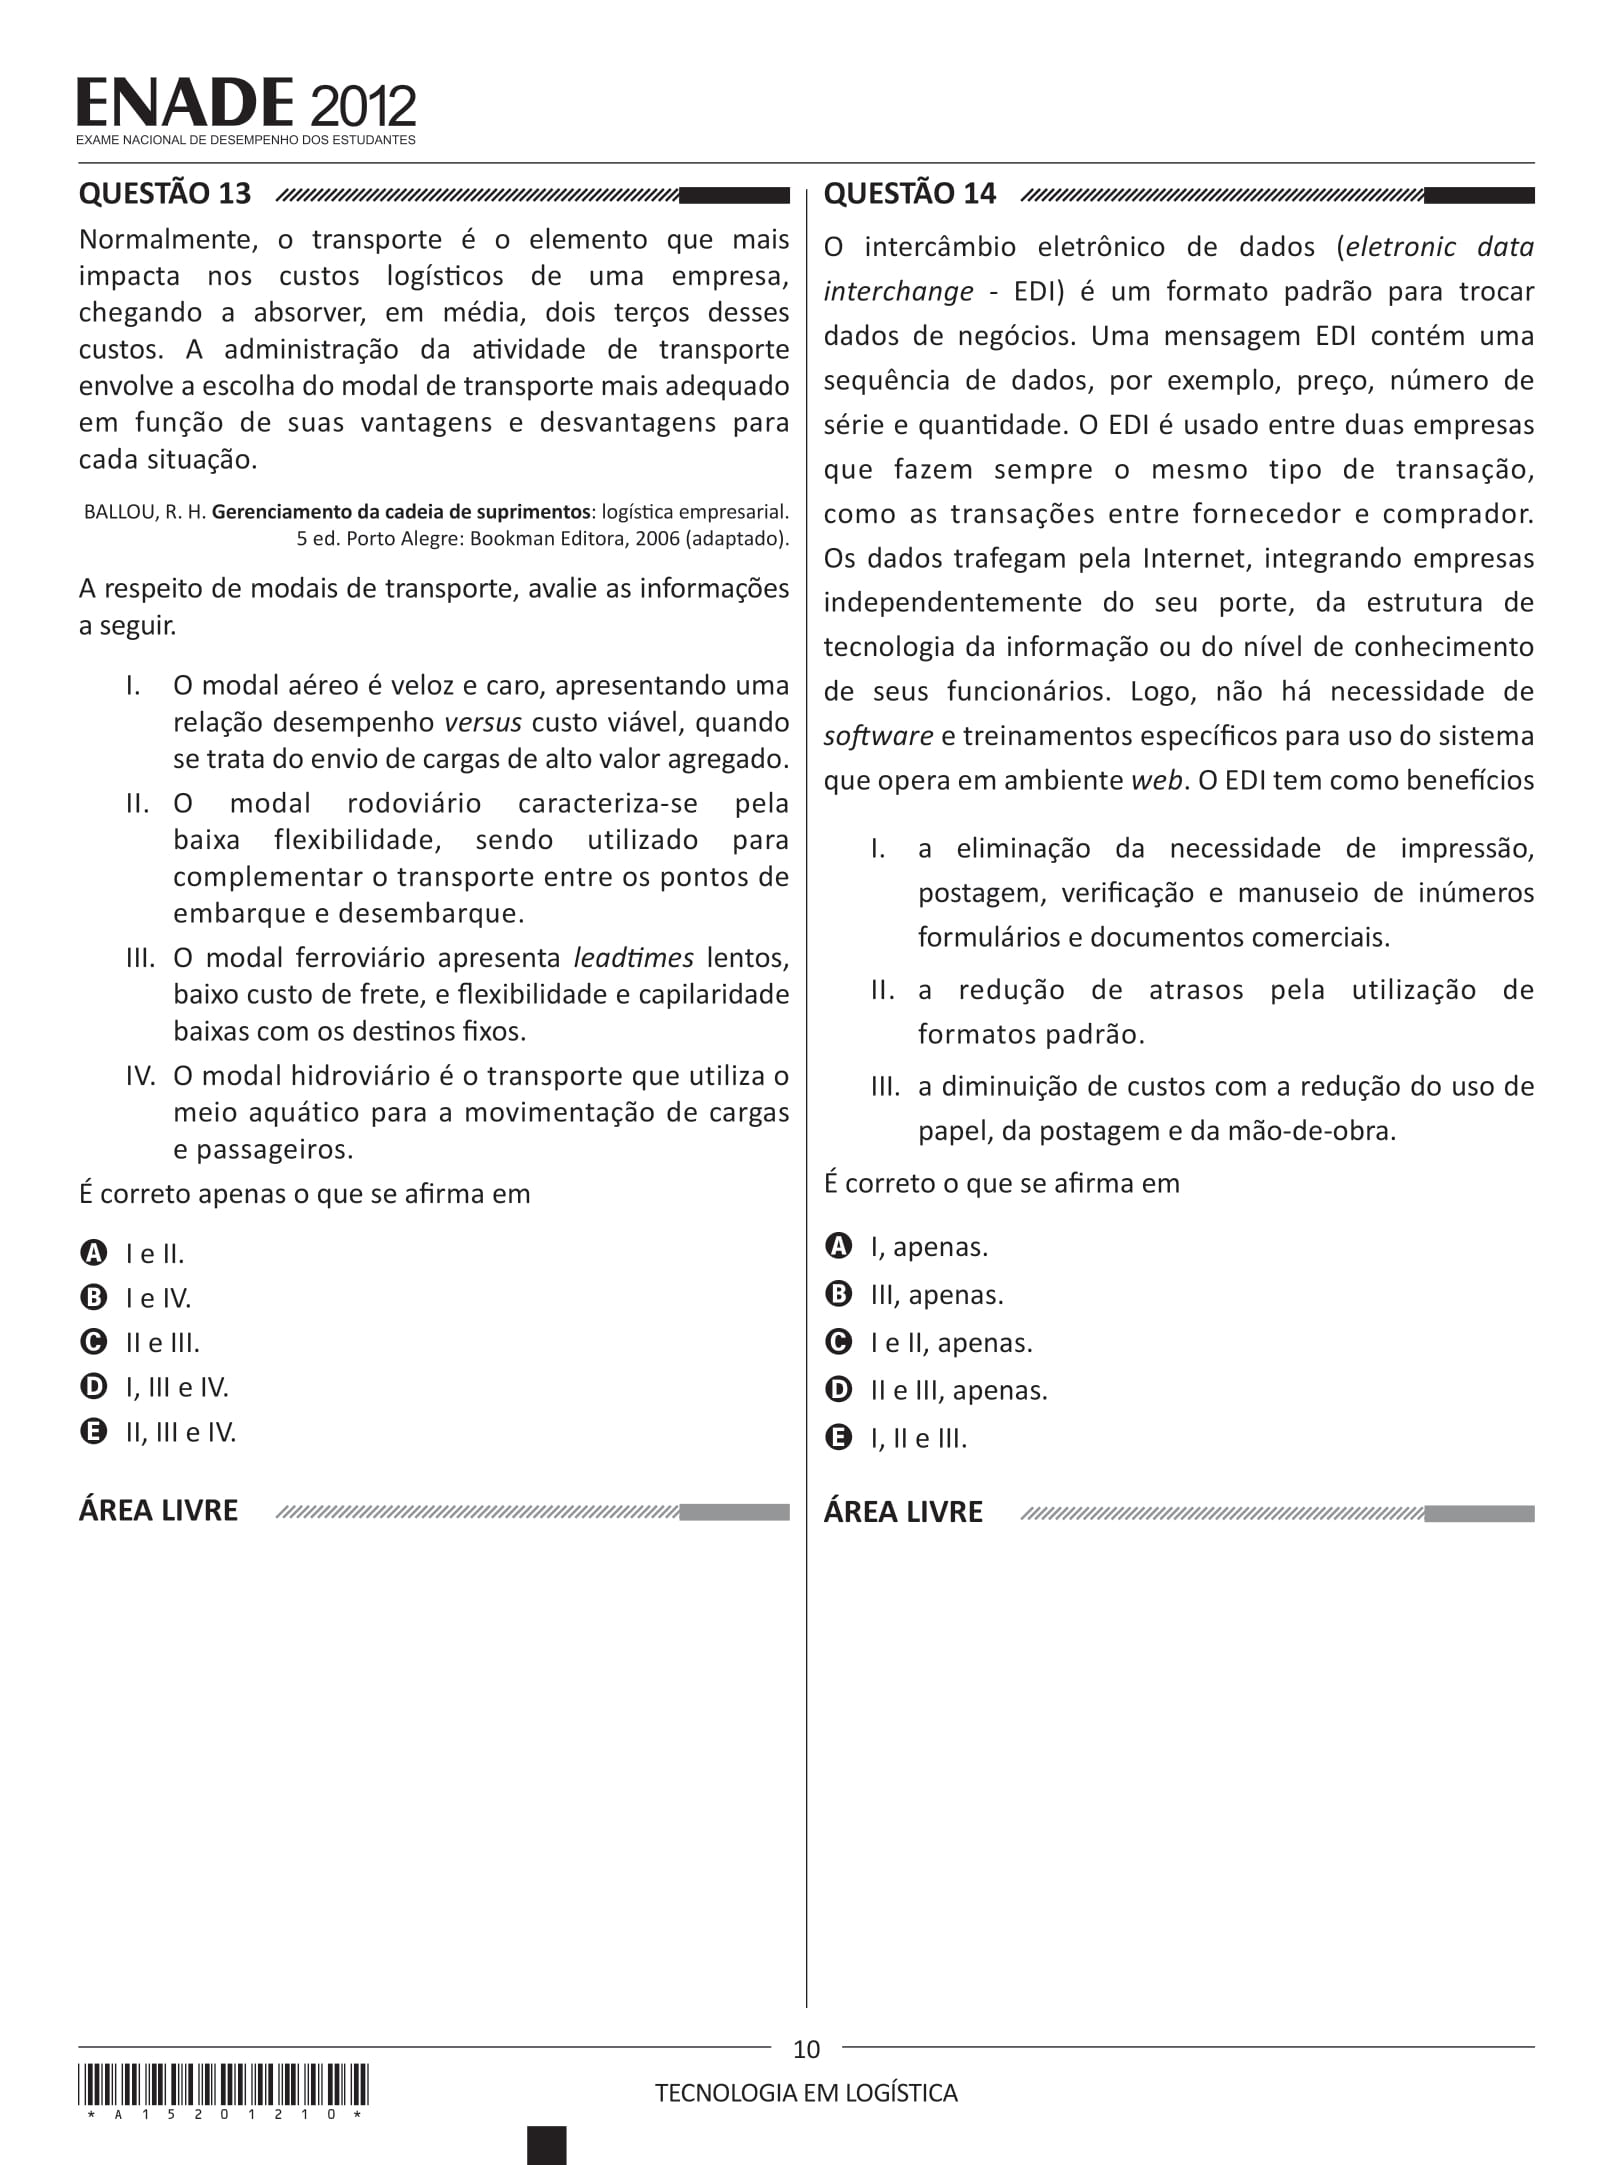 ENADE 2012
EXAME NACIONAL DE DESEMPENHO DOS ESTUDANTES
QUESTÃO 13
Normalmente, o transporte é o elemento que mais
impacta nos custos logísticos de uma empresa,
chegando a absorver, em média, dois terços desses
custos. A administração da atividade de transporte
envolve a escolha do modal de transporte mais adequado
em função de suas vantagens e desvantagens para
cada situação.
BALLOU, R. H. Gerenciamento da cadeia de suprimentos: logística empresarial.
5 ed. Porto Alegre: Bookman Editora, 2006 (adaptado).
A respeito de modais de transporte, avalie as informações
a seguir.
I. O modal aéreo é veloz e caro, apresentando uma
relação desempenho versus custo viável, quando
se trata do envio de cargas de alto valor agregado.
II. O modal rodoviário caracteriza-se pela
baixa flexibilidade, sendo utilizado para
complementar o transporte entre os pontos de
embarque e desembarque.
III. O modal ferroviário apresenta leadtimes lentos,
baixo custo de frete, e flexibilidade e capilaridade
baixas com os destinos fixos.
IV. O modal hidroviário é o transporte que utiliza o
meio aquático para a movimentação de cargas
e passageiros.
É correto apenas o que se afirma em
A I e II.
B I e IV.
C II e III.
D I, III e IV.
E II, III e IV.
ÁREA LIVRE
QUESTÃO 14
O intercâmbio eletrônico de dados (eletronic data
interchange - EDI) é um formato padrão para trocar
dados de negócios. Uma mensagem EDI contém uma
sequência de dados, por exemplo, preço, número de
série e quantidade. O EDI é usado entre duas empresas
que fazem sempre o mesmo tipo de transação,
como as transações entre fornecedor e comprador.
Os dados trafegam pela Internet, integrando empresas
independentemente do seu porte, da estrutura de
tecnologia da informação ou do nível de conhecimento
de seus funcionários. Logo, não há necessidade de
software e treinamentos específicos para uso do sistema
que opera em ambiente web. O EDI tem como benefícios
I. a eliminação da necessidade de impressão,
postagem, verificação e manuseio de inúmeros
formulários e documentos comerciais.
II. a redução de atrasos pela utilização de
formatos padrão.
III. a diminuição de custos com a redução do uso de
papel, da postagem e da mão-de-obra.
É correto o que se afirma em
A I, apenas.
B III, apenas.
C I e II, apenas.
D II e III, apenas.
E I, II e III.
ÁREA LIVRE
10
TECNOLOGIA EM LOGÍSTICA
* A 1 5 2 0 1 2 1 0 *